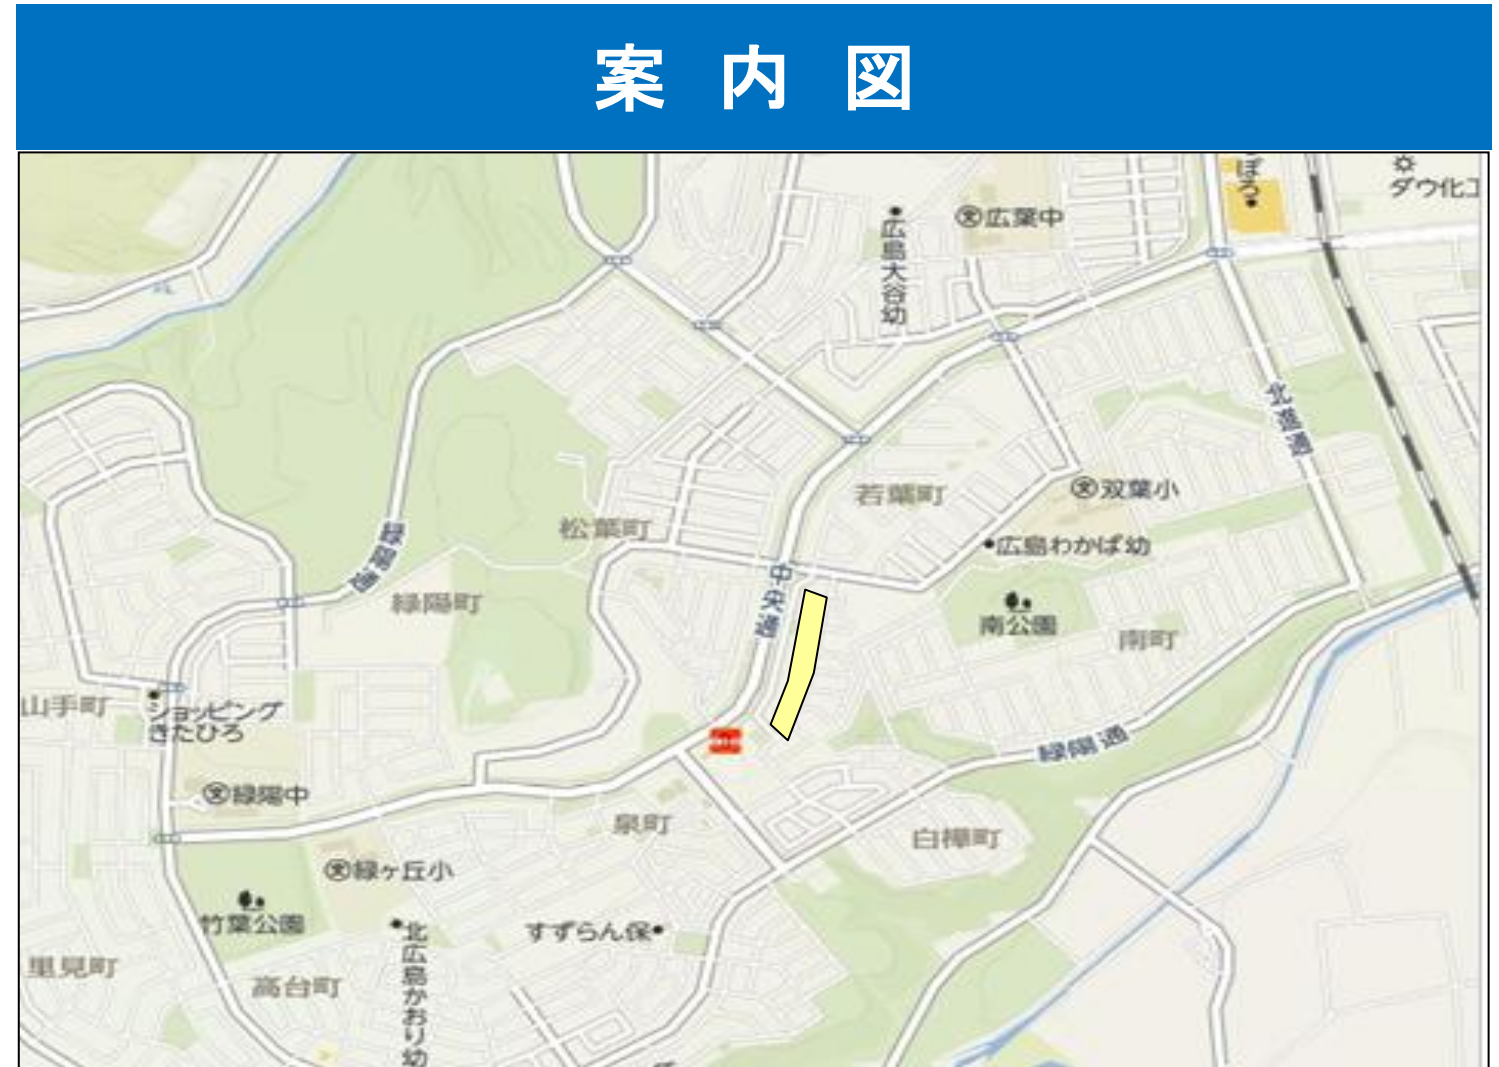 案内図
ダウ化工
広葉中
広島大谷幼
北進通
若葉町
双葉小
松葉町
広島わかば幼
中央通
緑陽通
緑陽町
南公園
南町
山手町
ショッピング
きたひろ
緑陽通
緑陽中
泉町
白樺町
緑ヶ丘小
竹葉公園
すずらん保
北広島かおり幼
里見町
高台町